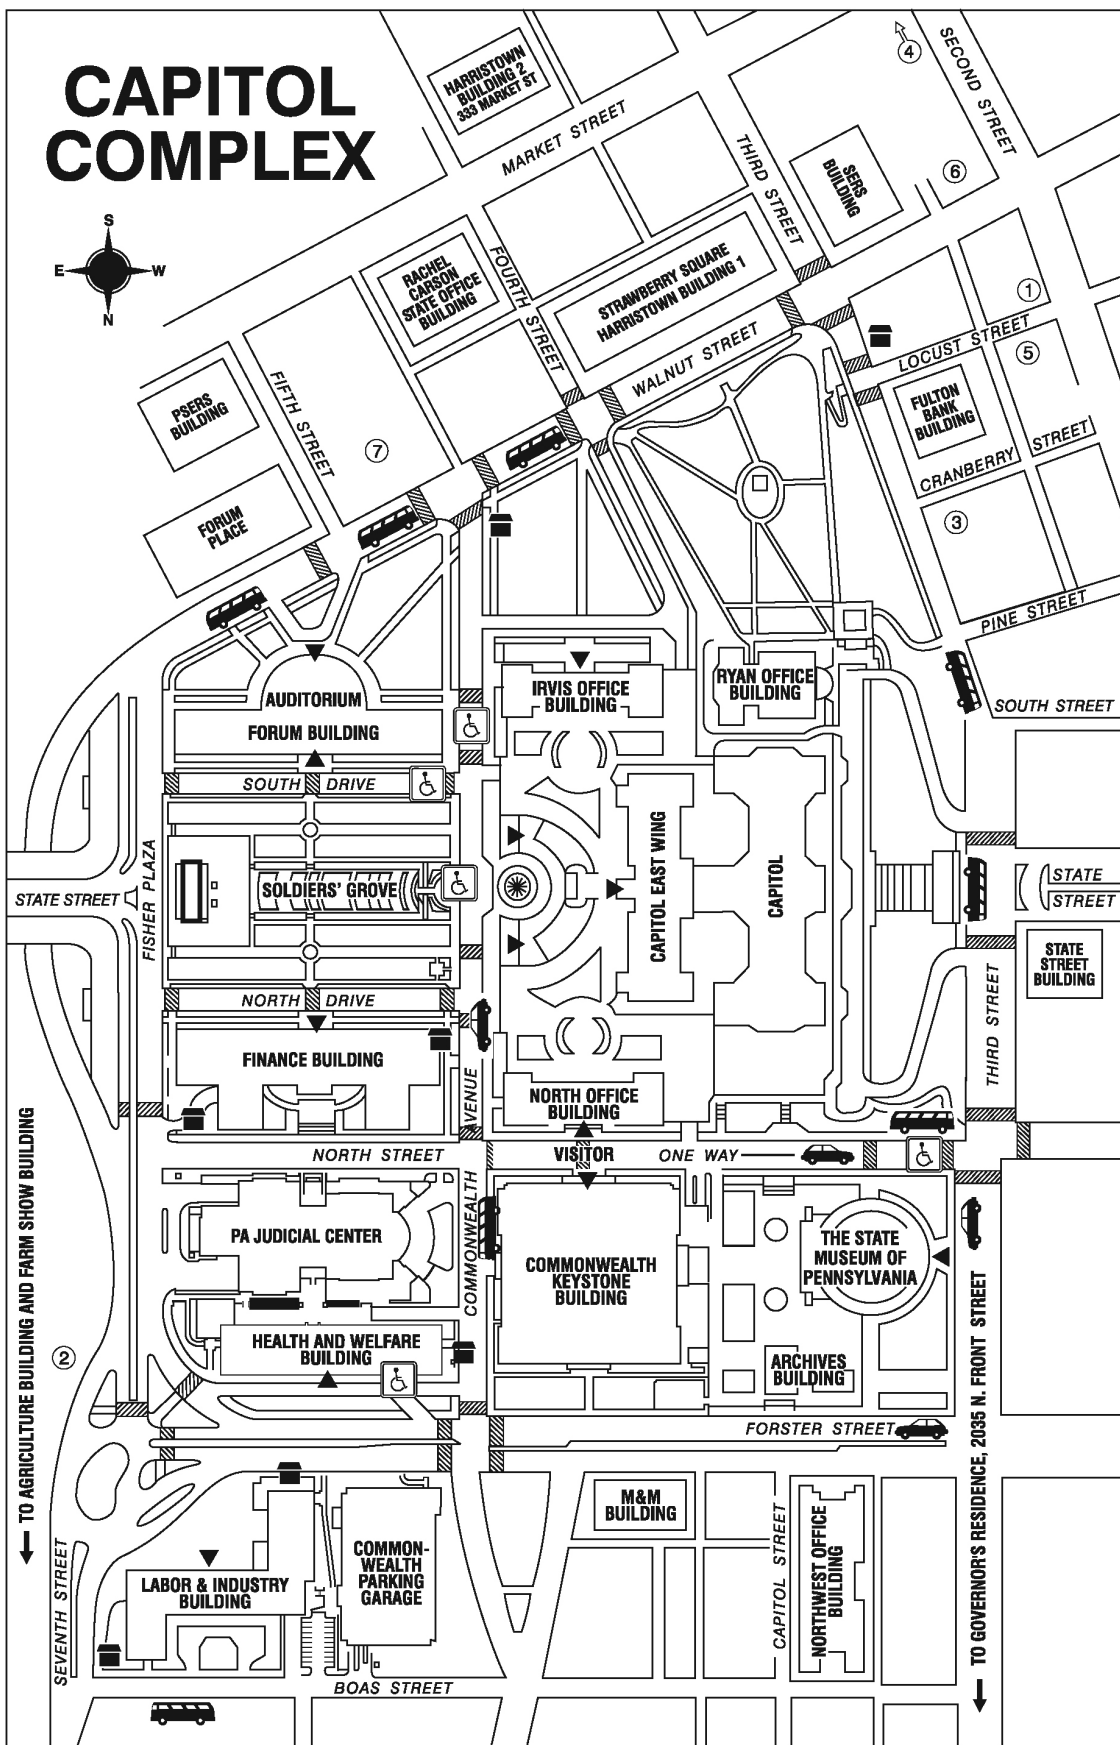 CAPITOL
COMPLEX
S
E
W
N
HARRISTOWN
BUILDING 2
333 MARKET ST
MARKET STREET
4
SECOND STREET
THIRD STREET
SERS
BUILDING
6
RACHEL
CARSON
STATE OFFICE
BUILDING
FOURTH STREET
STRAWBERRY SQUARE
HARRISTOWN BUILDING 1
WALNUT STREET
1
LOCUST STREET
5
PSERS
BUILDING
FIFTH STREET
7
FULTON
BANK
BUILDING
CRANBERRY STREET
3
FORUM
PLACE
PINE STREET
AUDITORIUM
FORUM BUILDING
IRVIS OFFICE
BUILDING
RYAN OFFICE
BUILDING
SOUTH STREET
SOUTH DRIVE
FISHER PLAZA
STATE STREET
SOLDIERS' GROVE
CAPITOL EAST WING
CAPITOL
STATE
STREET
STATE
STREET
BUILDING
NORTH DRIVE
THIRD STREET
FINANCE BUILDING
NORTH OFFICE
BUILDING
COMMONWEALTH AVENUE
NORTH STREET
VISITOR
ONE WAY
PA JUDICIAL CENTER
COMMONWEALTH
KEYSTONE
BUILDING
THE STATE
MUSEUM OF
PENNSYLVANIA
HEALTH AND WELFARE
BUILDING
ARCHIVES
BUILDING
2
TO AGRICULTURE BUILDING AND FARM SHOW BUILDING
FORSTER STREET
TO GOVERNOR'S RESIDENCE, 2035 N. FRONT STREET
M&M
BUILDING
CAPITOL STREET
NORTHWEST OFFICE
BUILDING
COMMON-
WEALTH
PARKING
GARAGE
LABOR & INDUSTRY
BUILDING
SEVENTH STREET
BOAS STREET